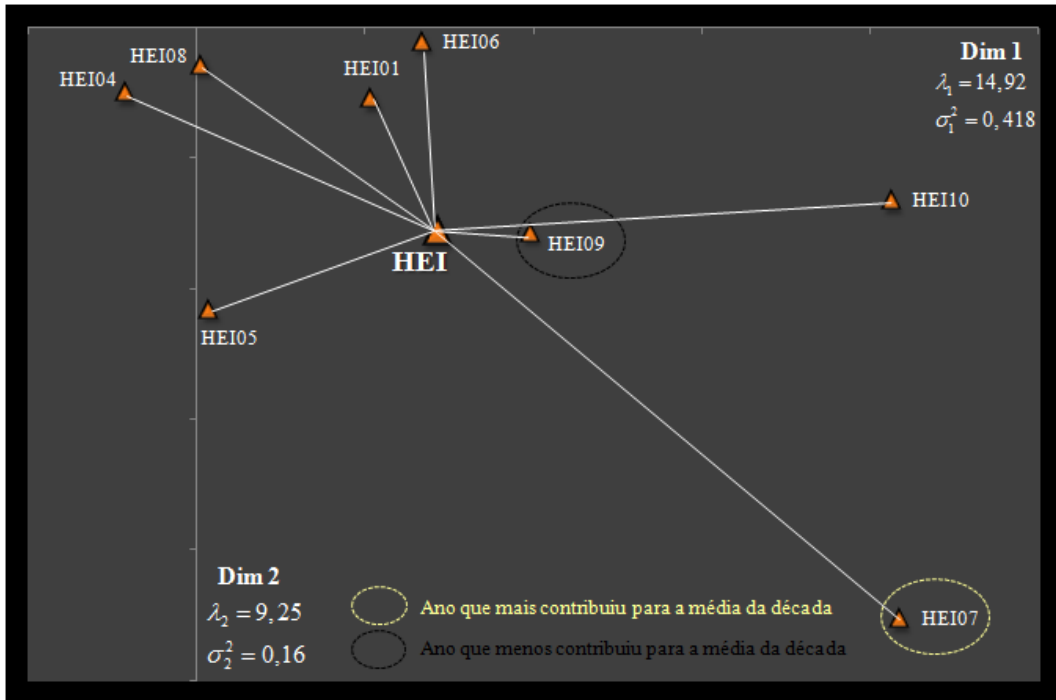 HEI06
HEI08
HEI01
HEI04
Dim 1
λ₁ = 14,92
σ₁² = 0,418
HEI10
HEI09
HEI
HEI05
Dim 2
λ₂ = 9,25
σ₂² = 0,16
Ano que mais contribuiu para a média da década
HEI07
Ano que menos contribuiu para a média da década